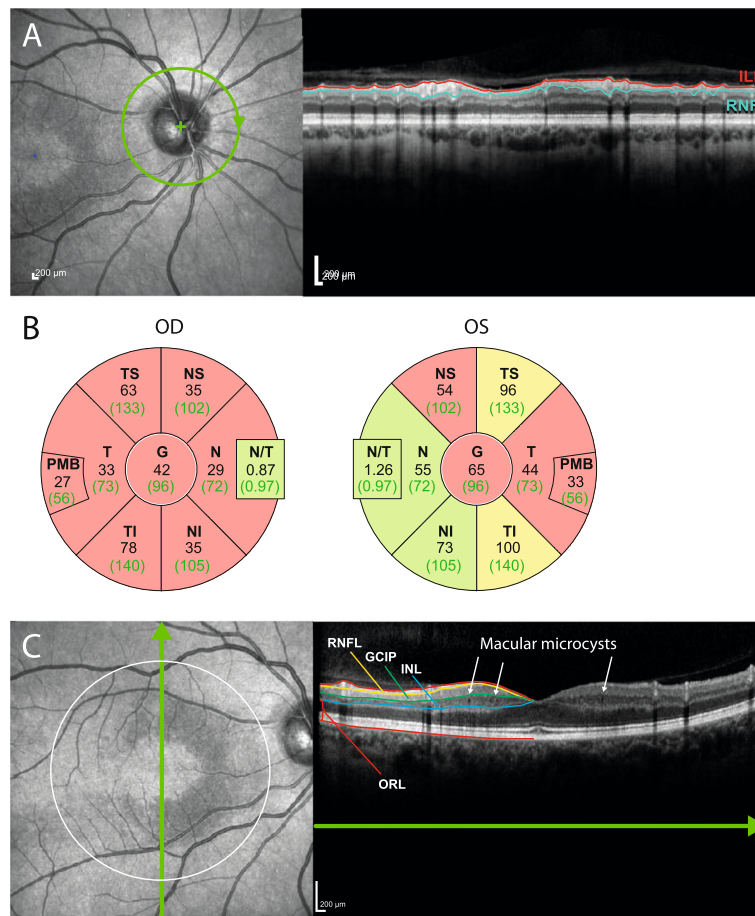 A
ILM
RNFL
200 µm
200 µm
B
OD
OS
TS
63
(133)
NS
35
(102)
PMB
27
(56)
T
33
(73)
G
42
(96)
N
29
(72)
N/T
0.87
(0.97)
TI
78
(140)
NI
35
(105)
NS
54
(102)
TS
96
(133)
N/T
1.26
(0.97)
N
55
(72)
G
65
(96)
T
44
(73)
PMB
33
(56)
NI
73
(105)
TI
100
(140)
C
RNFL
GCIP
INL
Macular microcysts
ORL
200 µm